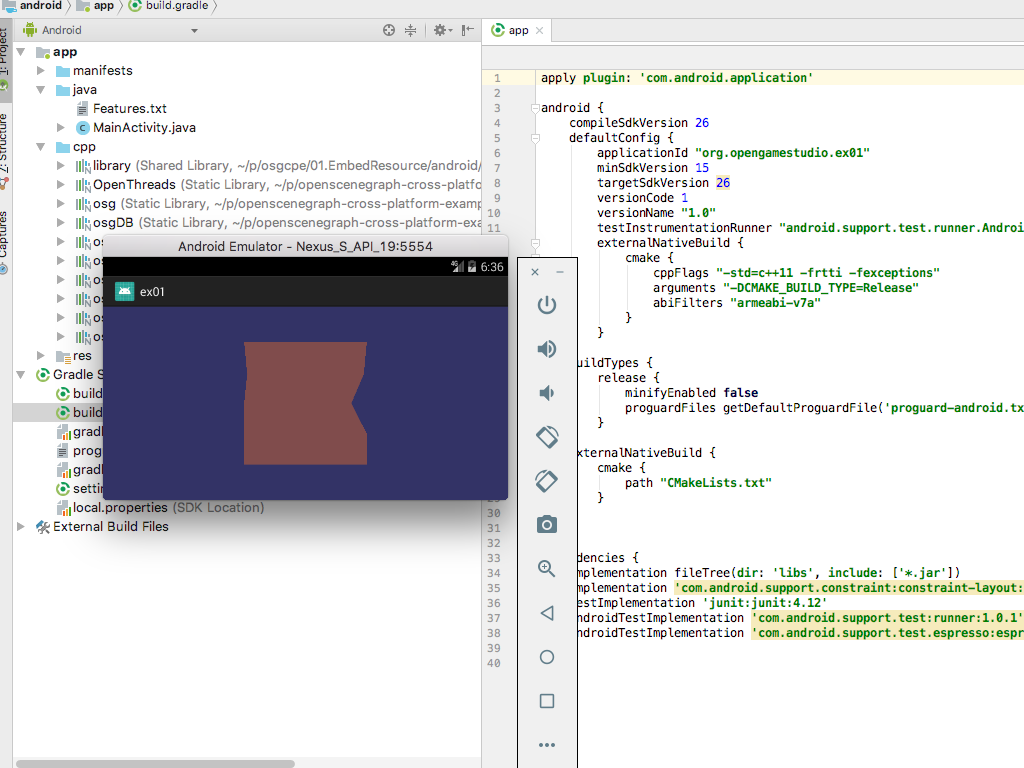 android app build.gradle
Android
app
1: Project
app
manifests
java
Features.txt
MainActivity.java
cpp
library (Shared Library, ~/p/osgcpe/01.EmbedResource/android/
OpenThreads (Static Library, ~/p/openscenegraph-cross-platfo
osg (Static Library, ~/p/openscenegraph-cross-platform-examp
osgDB (Static Library, ~/p/openscenegraph-cross-platform-exa
os
os
os
os
os
os
res
Gradle S
build
build
gradl
prog
gradl
settin
local.properties (SDK Location)
External Build Files
Z: Structure
Captures
Android Emulator - Nexus_S_API_19:5554
4G 6:36
ex01
1 apply plugin: 'com.android.application'
2
3 android {
4 compileSdkVersion 26
5 defaultConfig {
6 applicationId "org.opengamestudio.ex01"
7 minSdkVersion 15
8 targetSdkVersion 26
9 versionCode 1
10 versionName "1.0"
11 testInstrumentationRunner "android.support.test.runner.Androi
externalNativeBuild {
cmake {
cppFlags "-std=c++11 -frtti -fexceptions"
arguments "-DCMAKE_BUILD_TYPE=Release"
abiFilters "armeabi-v7a"
}
}
uildTypes {
release {
minifyEnabled false
proguardFiles getDefaultProguardFile('proguard-android.tx
}
xternalNativeBuild {
cmake {
path "CMakeLists.txt"
}
30
31
32
33 dencies {
34 mplementation fileTree(dir: 'libs', include: ['*.jar'])
35 mplementation 'com.android.support.constraint:constraint-layout:
36 estImplementation 'junit:junit:4.12'
37 ndroidTestImplementation 'com.android.support.test:runner:1.0.1'
38 ndroidTestImplementation 'com.android.support.test.espresso:espr
39
40